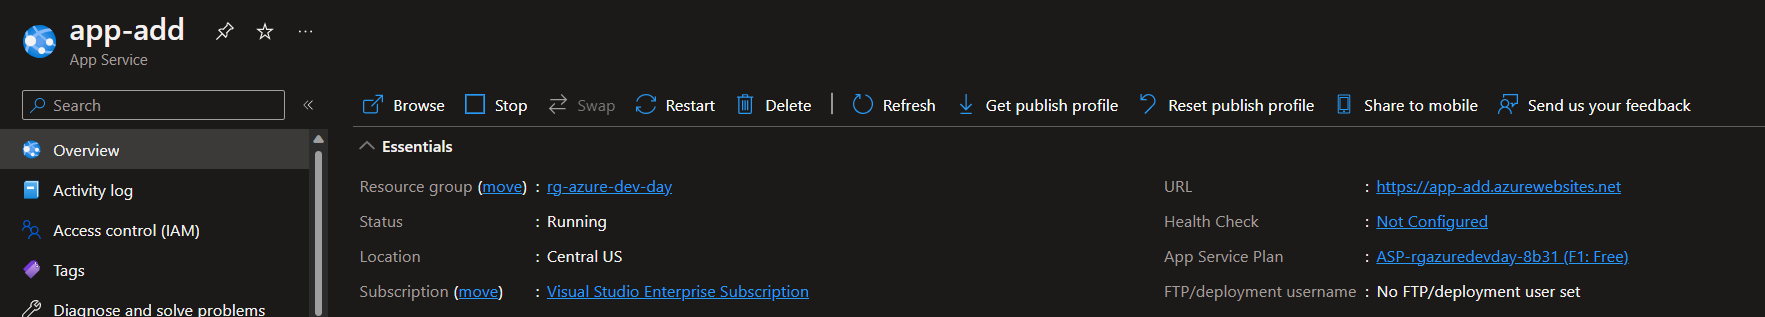 app-add
App Service
Search
Browse Stop Swap Restart Delete Refresh Get publish profile Reset publish profile Share to mobile Send us your feedback
Overview
Activity log
Access control (IAM)
Tags
Diagnose and solve problems
Essentials
Resource group (move) : rg-azure-dev-day
Status : Running
Location : Central US
Subscription (move) : Visual Studio Enterprise Subscription
URL : https://app-add.azurewebsites.net
Health Check : Not Configured
App Service Plan : ASP-rgazuredevday-8b31 (F1: Free)
FTP/deployment username : No FTP/deployment user set